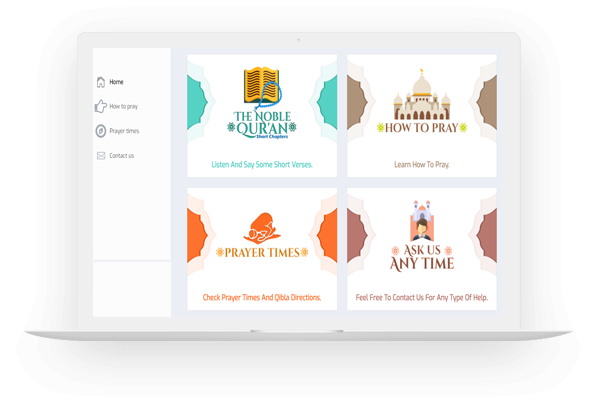 Home
How to pray
Prayer times
Contact us
THE NOBLE
QUR'AN
Short Chapters
Listen And Say Some Short Verses.
HOW TO PRAY
Learn How To Pray.
PRAYER TIMES
Check Prayer Times And Qibla Directions.
ASK US
ANY TIME
Feel Free To Contact Us For Any Type Of Help.